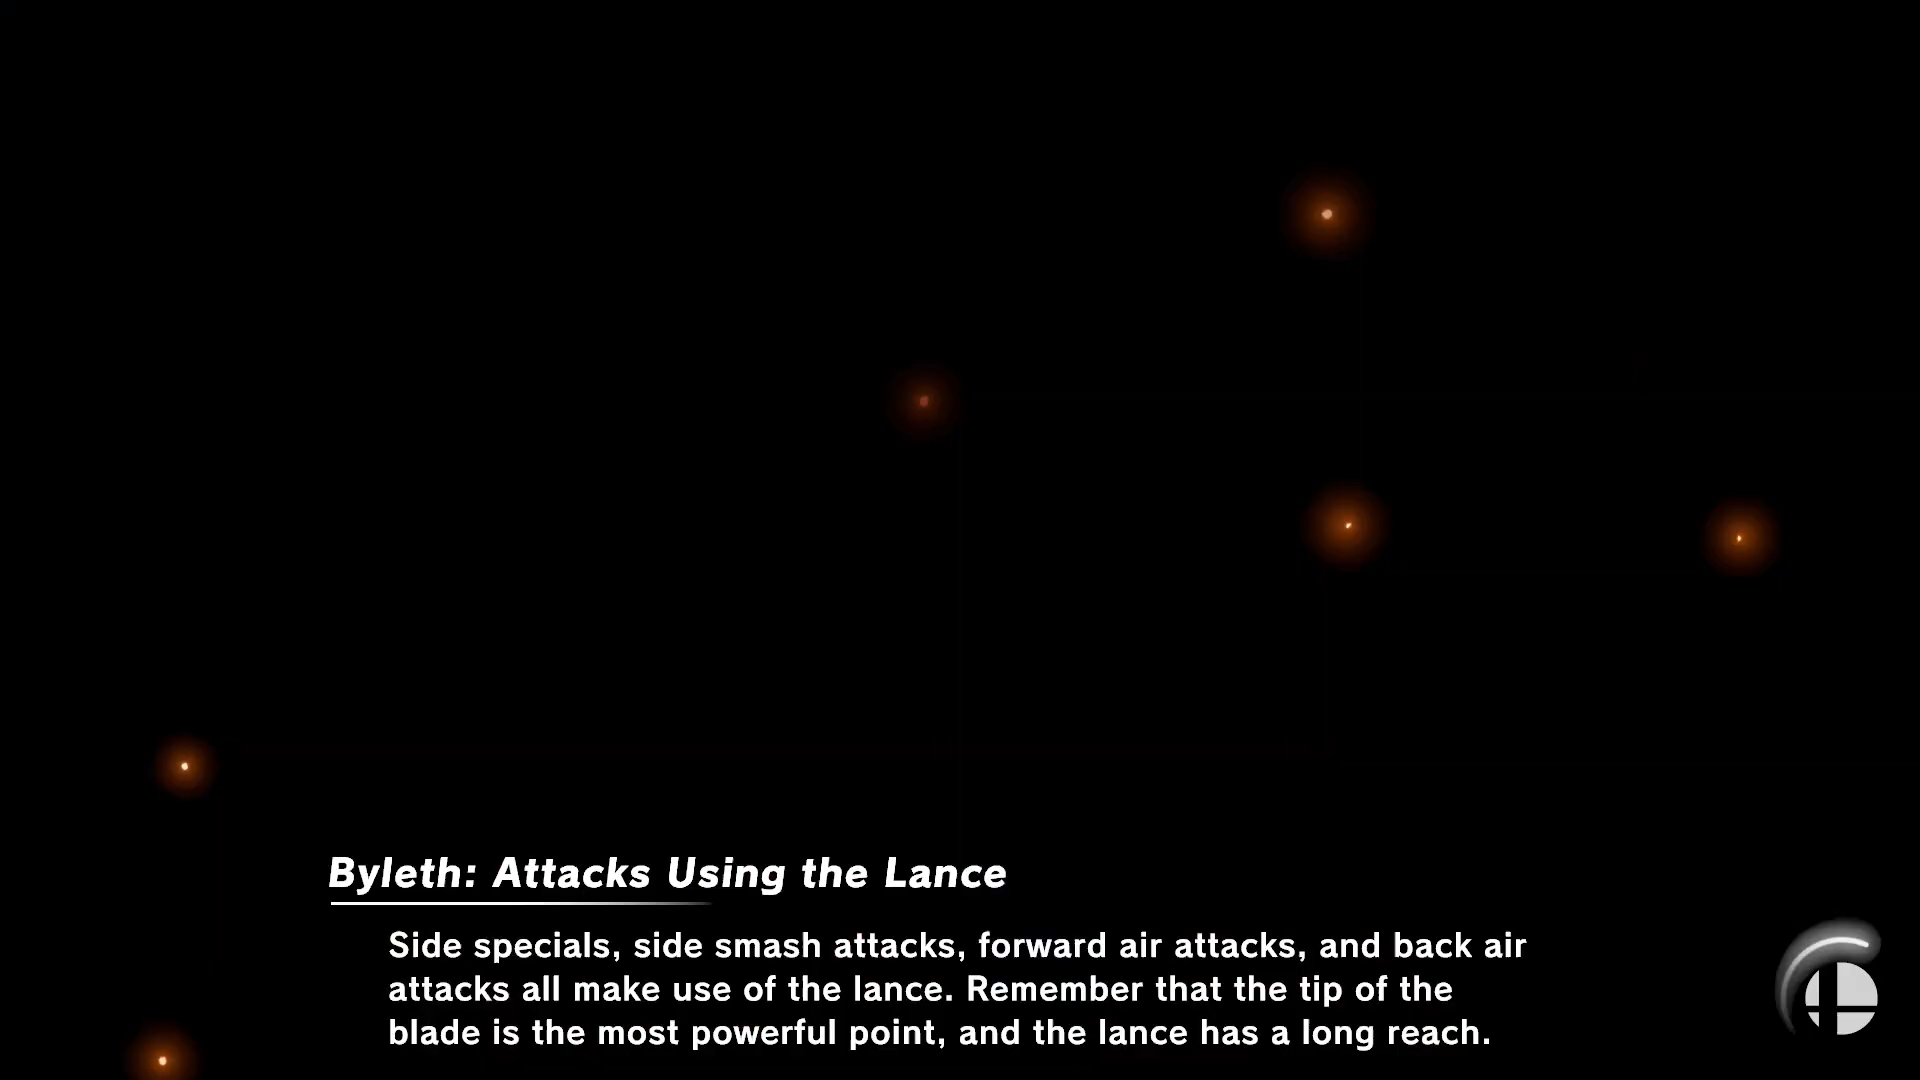 Byleth: Attacks Using the Lance
Side specials, side smash attacks, forward air attacks, and back air
attacks all make use of the lance. Remember that the tip of the
blade is the most powerful point, and the lance has a long reach.